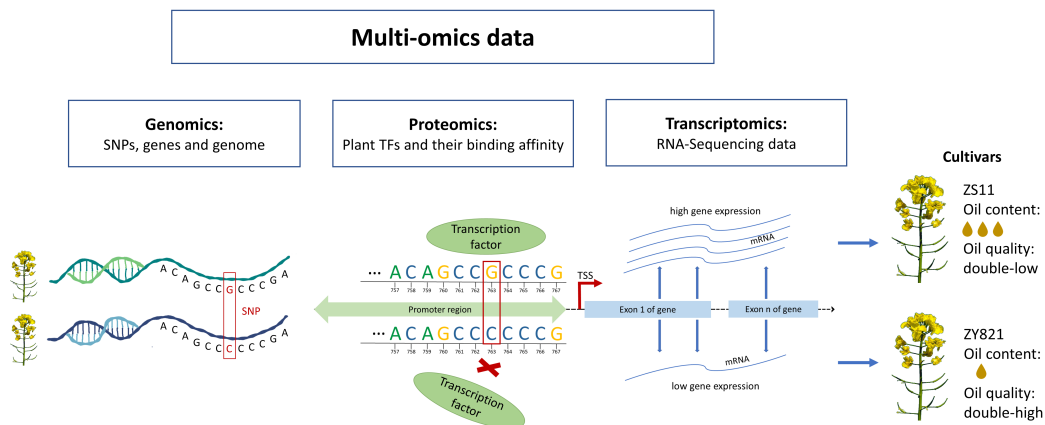 Multi-omics data
Genomics:
SNPs, genes and genome
Proteomics:
Plant TFs and their binding affinity
Transcriptomics:
RNA-Sequencing data
Cultivars
ZS11
Oil content:
Oil quality:
double-low
ZY821
Oil content:
Oil quality:
double-high
A C A G C C G C C C G A
SNP
A C A G C C C C C C G A
Transcription
factor
... A C A G C C G C C C G
757 758 759 760 761 762 763 764 765 766 767
Promoter region
... A C A G C C C C C C G
757 758 759 760 761 762 763 764 765 766 767
Transcription
factor
TSS
high gene expression
mRNA
Exon 1 of gene
Exon n of gene
mRNA
low gene expression